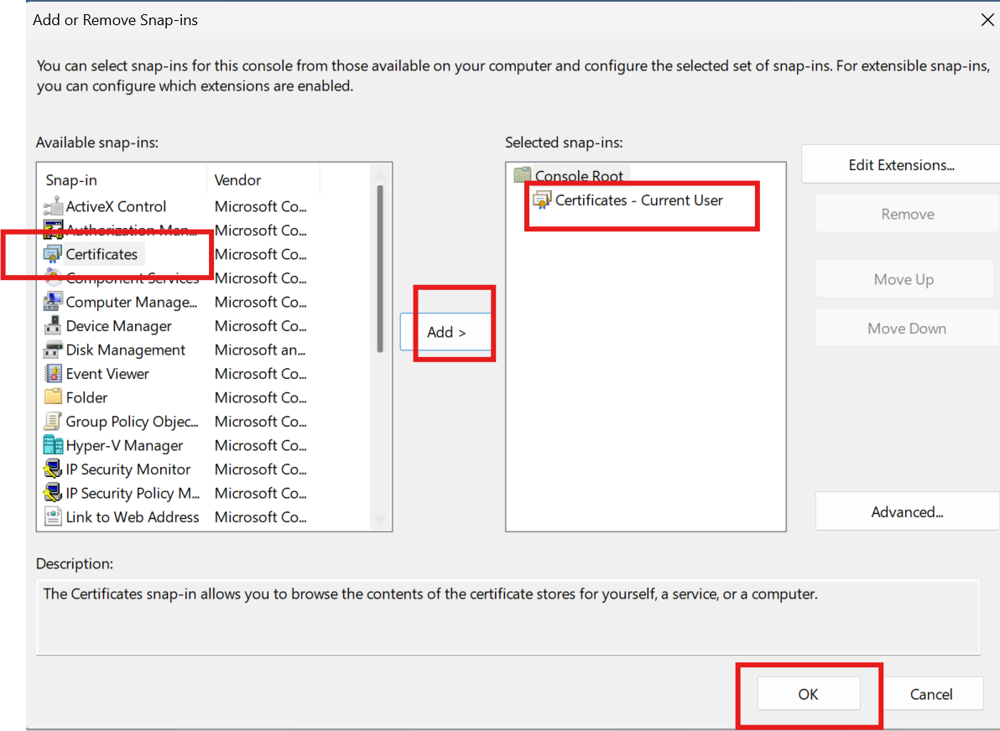 Add or Remove Snap-ins
You can select snap-ins for this console from those available on your computer and configure the selected set of snap-ins. For extensible snap-ins,
you can configure which extensions are enabled.
Available snap-ins:
Snap-in Vendor
ActiveX Control Microsoft Co...
Authorization Man... Microsoft Co...
Certificates Microsoft Co...
Component Services Microsoft Co...
Computer Manage... Microsoft Co...
Device Manager Microsoft Co...
Disk Management Microsoft an...
Event Viewer Microsoft Co...
Folder Microsoft Co...
Group Policy Objec... Microsoft Co...
Hyper-V Manager Microsoft Co...
IP Security Monitor Microsoft Co...
IP Security Policy M... Microsoft Co...
Link to Web Address Microsoft Co...
Add >
Selected snap-ins:
Console Root
Certificates - Current User
Edit Extensions...
Remove
Move Up
Move Down
Advanced...
Description:
The Certificates snap-in allows you to browse the contents of the certificate stores for yourself, a service, or a computer.
OK
Cancel